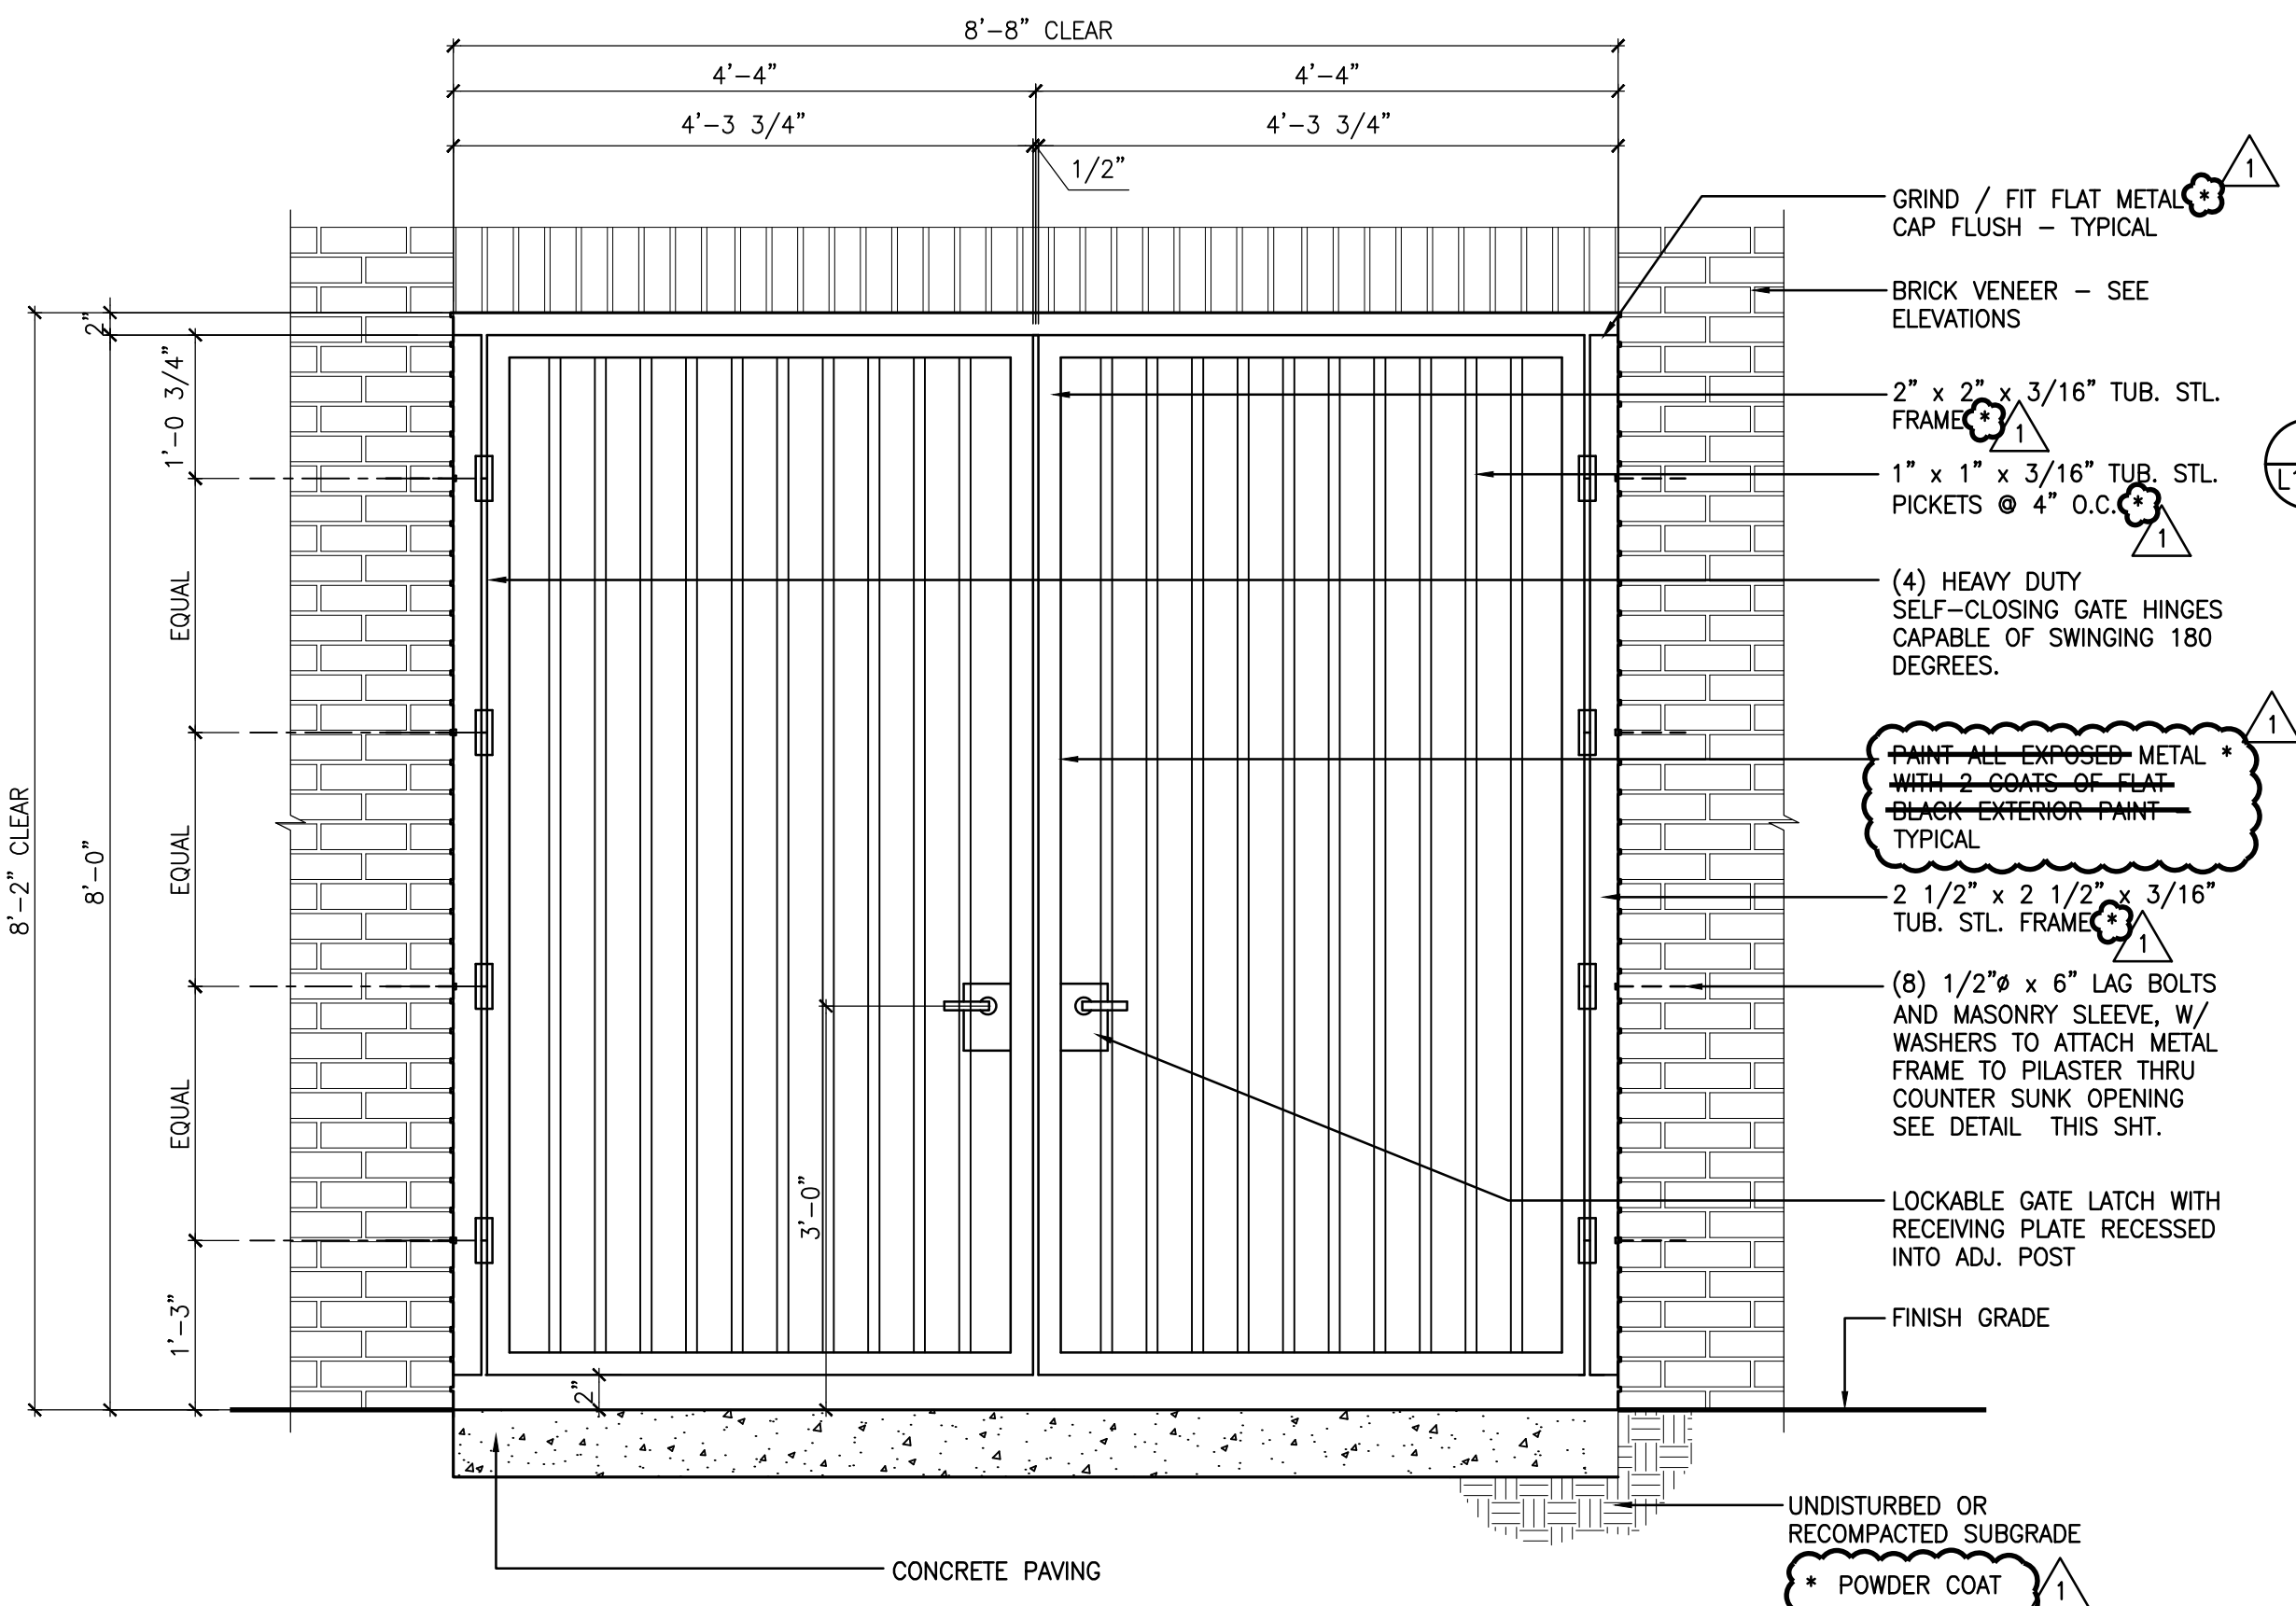 8'-8" CLEAR
4'-4"
4'-4"
4'-3 3/4"
4'-3 3/4"
1/2"
8'-2" CLEAR
2"
8'-0"
1'-0 3/4"
EQUAL
EQUAL
EQUAL
1'-3"
3'-0"
2"
GRIND / FIT FLAT METAL *
1
CAP FLUSH – TYPICAL
BRICK VENEER – SEE
ELEVATIONS
2" x 2" x 3/16" TUB. STL.
FRAME *
1
1" x 1" x 3/16" TUB. STL.
PICKETS @ 4" O.C. *
1
(4) HEAVY DUTY
SELF-CLOSING GATE HINGES
CAPABLE OF SWINGING 180
DEGREES.
1
PAINT ALL EXPOSED METAL *
WITH 2 COATS OF FLAT
BLACK EXTERIOR PAINT –
TYPICAL
2 1/2" x 2 1/2" x 3/16"
TUB. STL. FRAME *
1
(8) 1/2"ø x 6" LAG BOLTS
AND MASONRY SLEEVE, W/
WASHERS TO ATTACH METAL
FRAME TO PILASTER THRU
COUNTER SUNK OPENING
SEE DETAIL THIS SHT.
LOCKABLE GATE LATCH WITH
RECEIVING PLATE RECESSED
INTO ADJ. POST
FINISH GRADE
UNDISTURBED OR
RECOMPACTED SUBGRADE
CONCRETE PAVING
* POWDER COAT
1